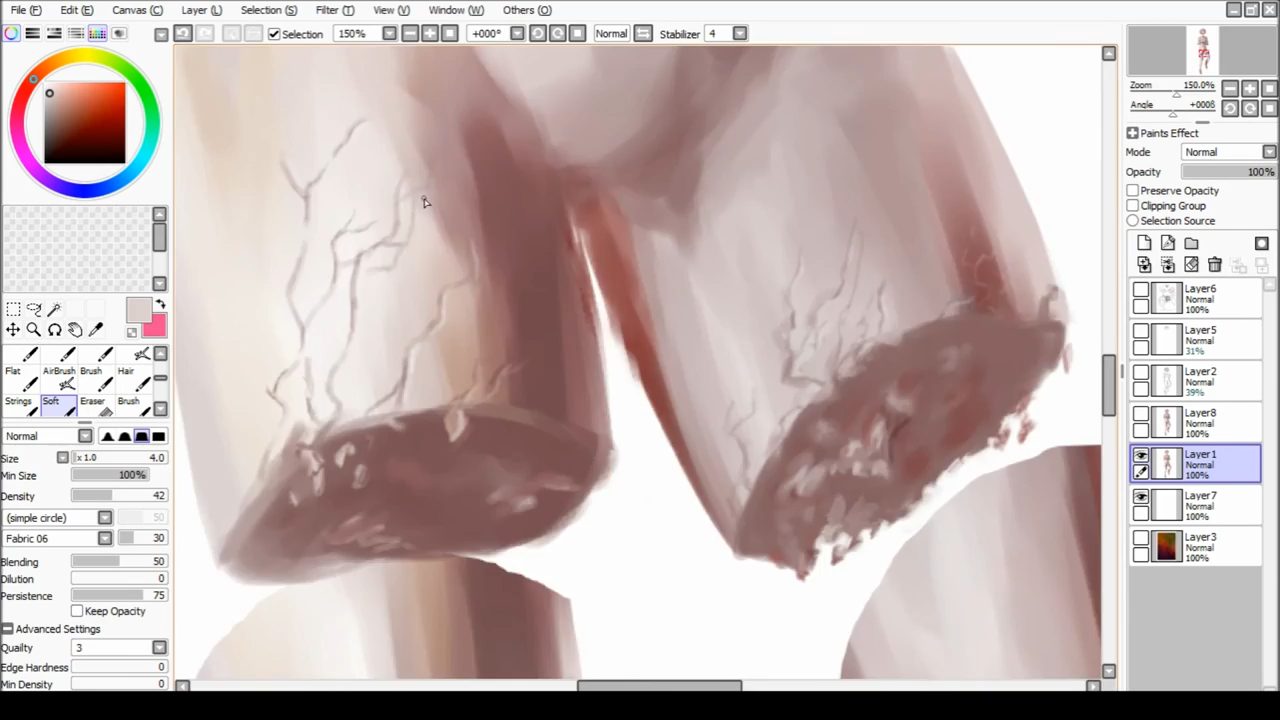 File (F) Edit (E) Canvas (C) Layer (L) Selection (S) Filter (T) View (V) Window (W) Others (O)
Selection 150% +000° Normal Stabilizer 4
Zoom 150.0%
Angle +000ß
Paints Effect
Mode Normal
Opacity 100%
Preserve Opacity
Clipping Group
Selection Source
Flat AirBrush Brush Hair
Strings Soft Eraser Brush
Normal
Size x 1.0 4.0
Min Size 100%
Density 42
(simple circle) 50
Fabric 06 30
Blending 50
Dilution 0
Persistence 75
Keep Opacity
Advanced Settings
Quality 3
Edge Hardness 0
Min Density 0
Layer6
Normal
100%
Layer5
Normal
31%
Layer2
Normal
39%
Layer8
Normal
100%
Layer1
Normal
100%
Layer7
Normal
100%
Layer3
Normal
100%